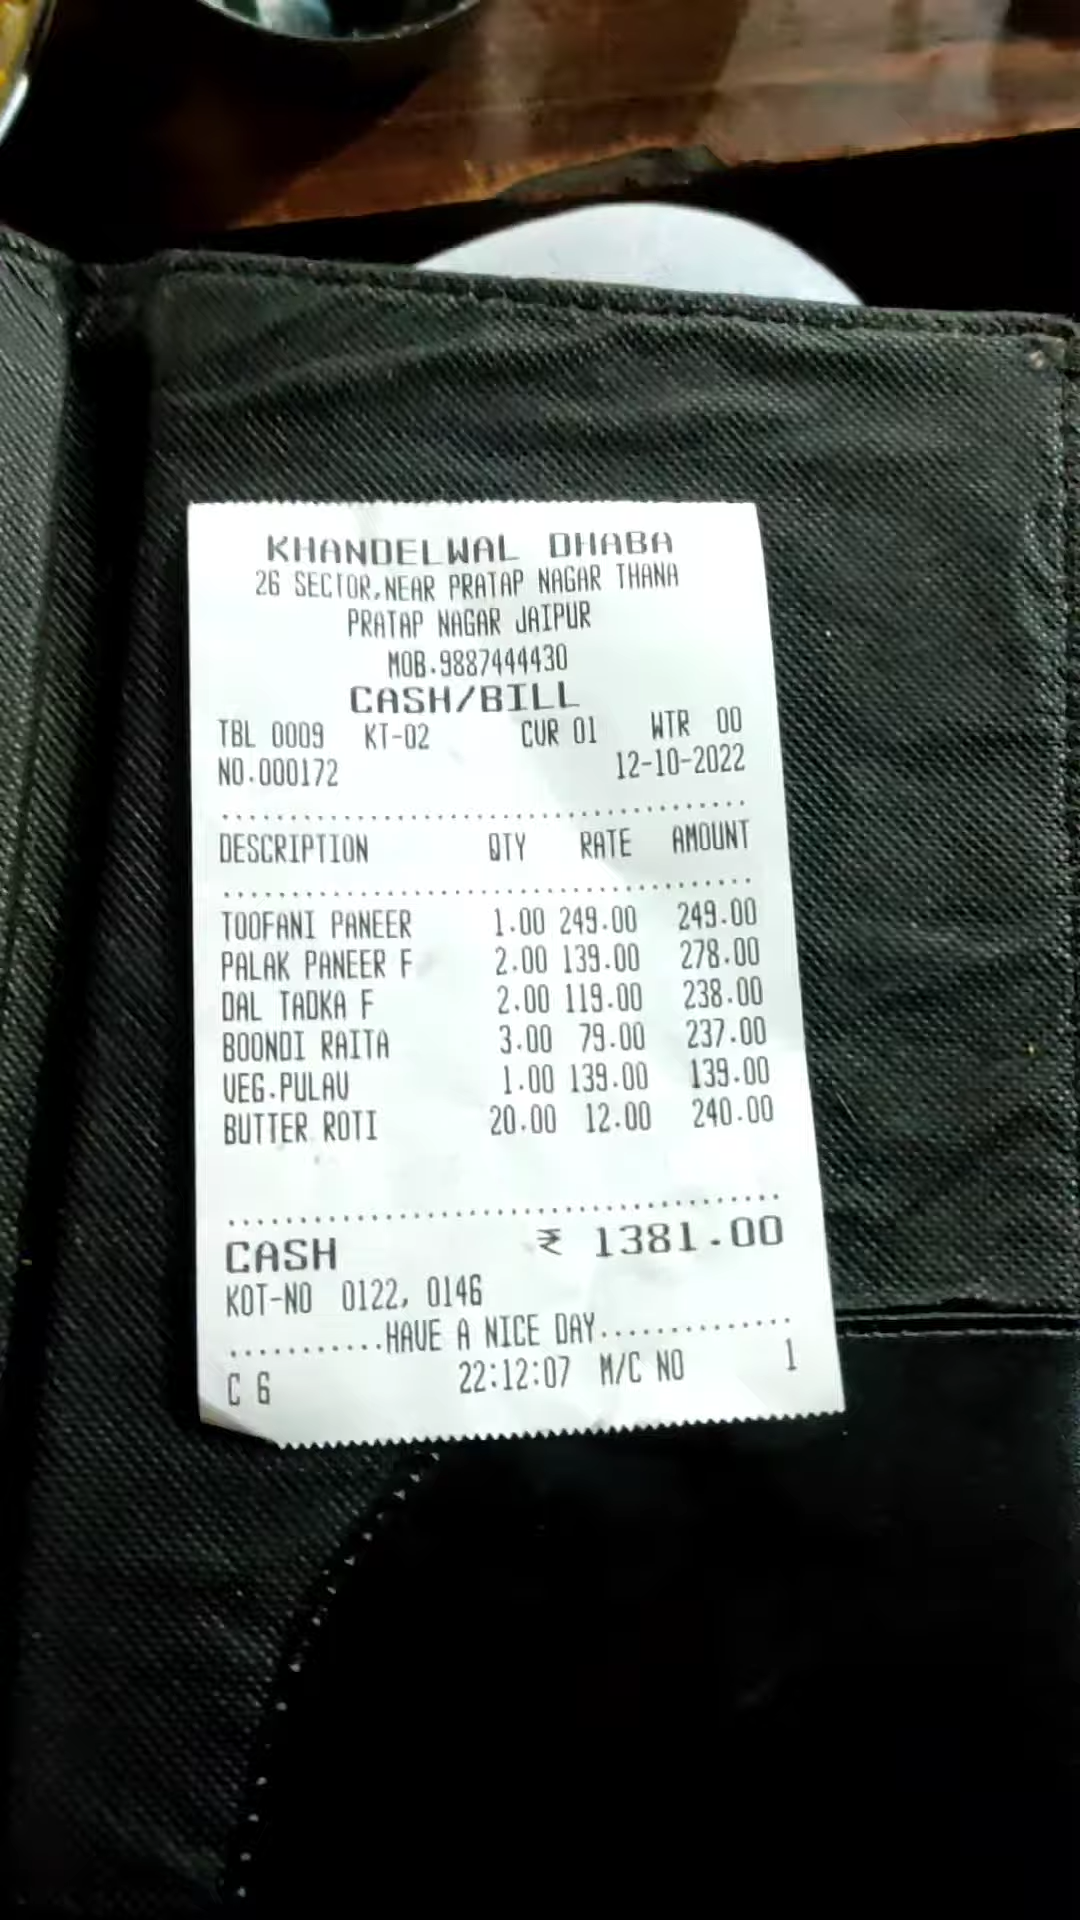 KHANDELWAL DHABA
26 SECTOR,NEAR PRATAP NAGAR THANA
PRATAP NAGAR JAIPUR
MOB.9887444430
CASH/BILL
TBL 0009 KT-02 CUR 01 WTR 00
NO.000172 12-10-2022
DESCRIPTION QTY RATE AMOUNT
TOOFANI PANEER 1.00 249.00 249.00
PALAK PANEER F 2.00 139.00 278.00
DAL TADKA F 2.00 119.00 238.00
BOONDI RAITA 3.00 79.00 237.00
VEG.PULAV 1.00 139.00 139.00
BUTTER ROTI 20.00 12.00 240.00
CASH ₹ 1381.00
KOT-NO 0122, 0146
...........HAVE A NICE DAY..............
C 6 22:12:07 M/C NO 1